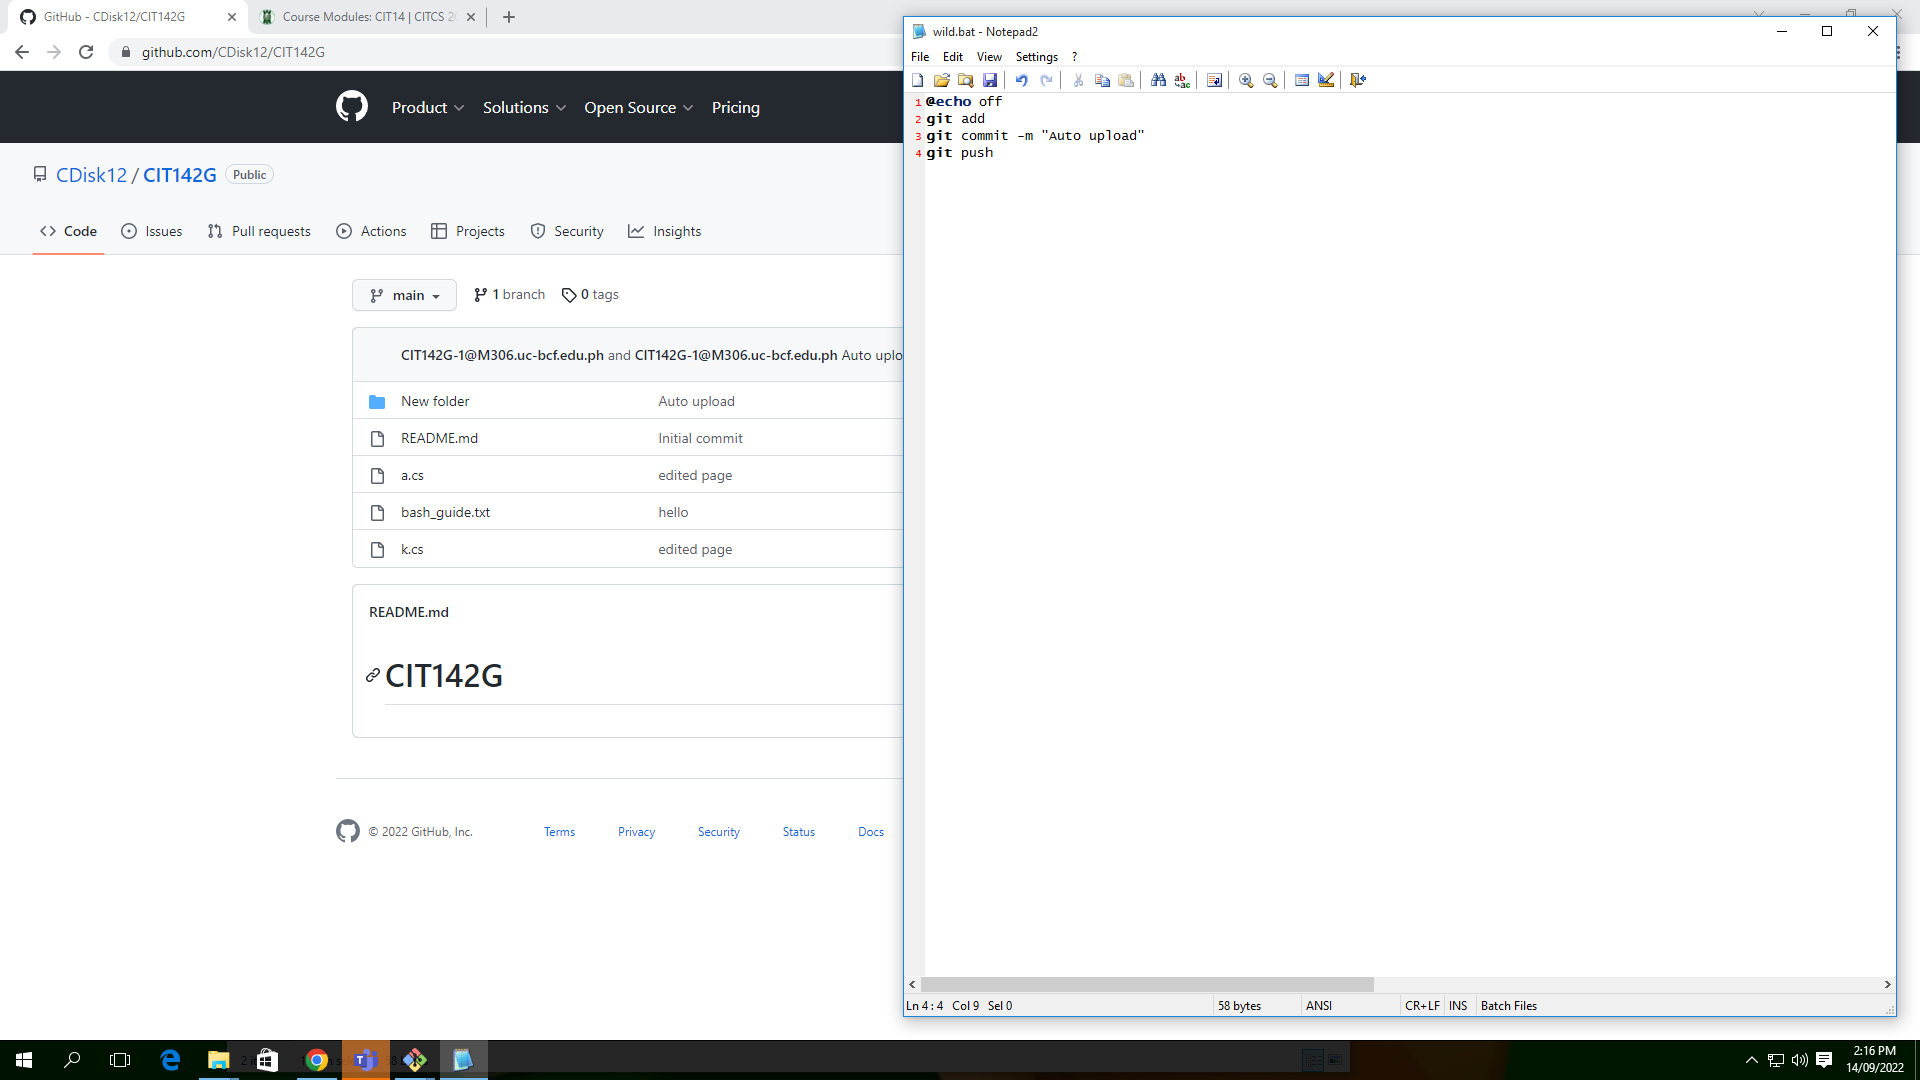 GitHub - CDisk12/CIT142G
Course Modules: CIT14 | CITCS 2
github.com/CDisk12/CIT142G
Product
Solutions
Open Source
Pricing
CDisk12 / CIT142G
Public
Code
Issues
Pull requests
Actions
Projects
Security
Insights
main
1 branch
0 tags
CIT142G-1@M306.uc-bcf.edu.ph and CIT142G-1@M306.uc-bcf.edu.ph Auto uplo
New folder
Auto upload
README.md
Initial commit
a.cs
edited page
bash_guide.txt
hello
k.cs
edited page
README.md
CIT142G
© 2022 GitHub, Inc.
Terms
Privacy
Security
Status
Docs
wild.bat - Notepad2
File
Edit
View
Settings
?
1 @echo off
2 git add
3 git commit -m "Auto upload"
4 git push
Ln 4 : 4 Col 9 Sel 0
58 bytes
ANSI
CR+LF
INS
Batch Files
2:16 PM
14/09/2022